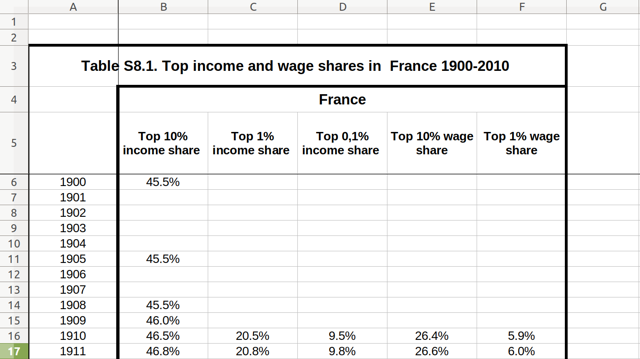 A B C D E F G
1
2
3 Table S8.1. Top income and wage shares in  France 1900-2010
4 France
5 Top 10% income share Top 1% income share Top 0,1% income share Top 10% wage share Top 1% wage share
6 1900 45.5%
7 1901
8 1902
9 1903
10 1904
11 1905 45.5%
12 1906
13 1907
14 1908 45.5%
15 1909 46.0%
16 1910 46.5% 20.5% 9.5% 26.4% 5.9%
17 1911 46.8% 20.8% 9.8% 26.6% 6.0%